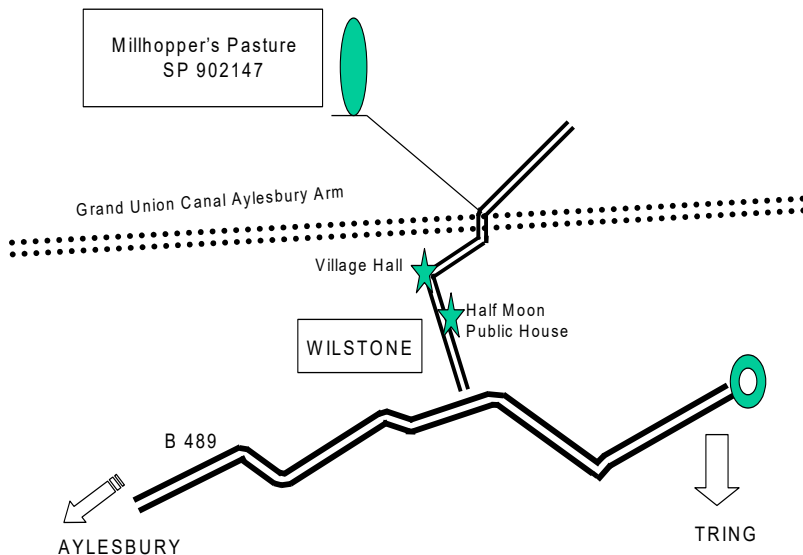 Millhopper's Pasture
SP 902147
Grand Union Canal Aylesbury Arm
Village Hall
Half Moon
Public House
WILSTONE
B 489
AYLESBURY
TRING